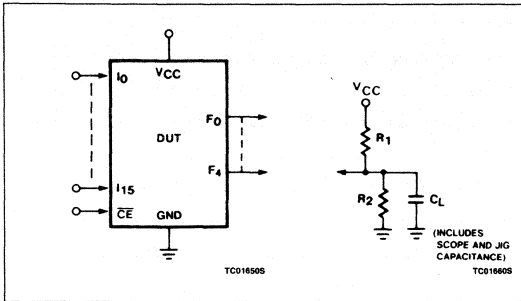 VCC
I0
F0
DUT
F4
I15
CE
GND
TC01650S
VCC
R1
R2
CL
(INCLUDES
SCOPE AND JIG
CAPACITANCE)
TC01660S